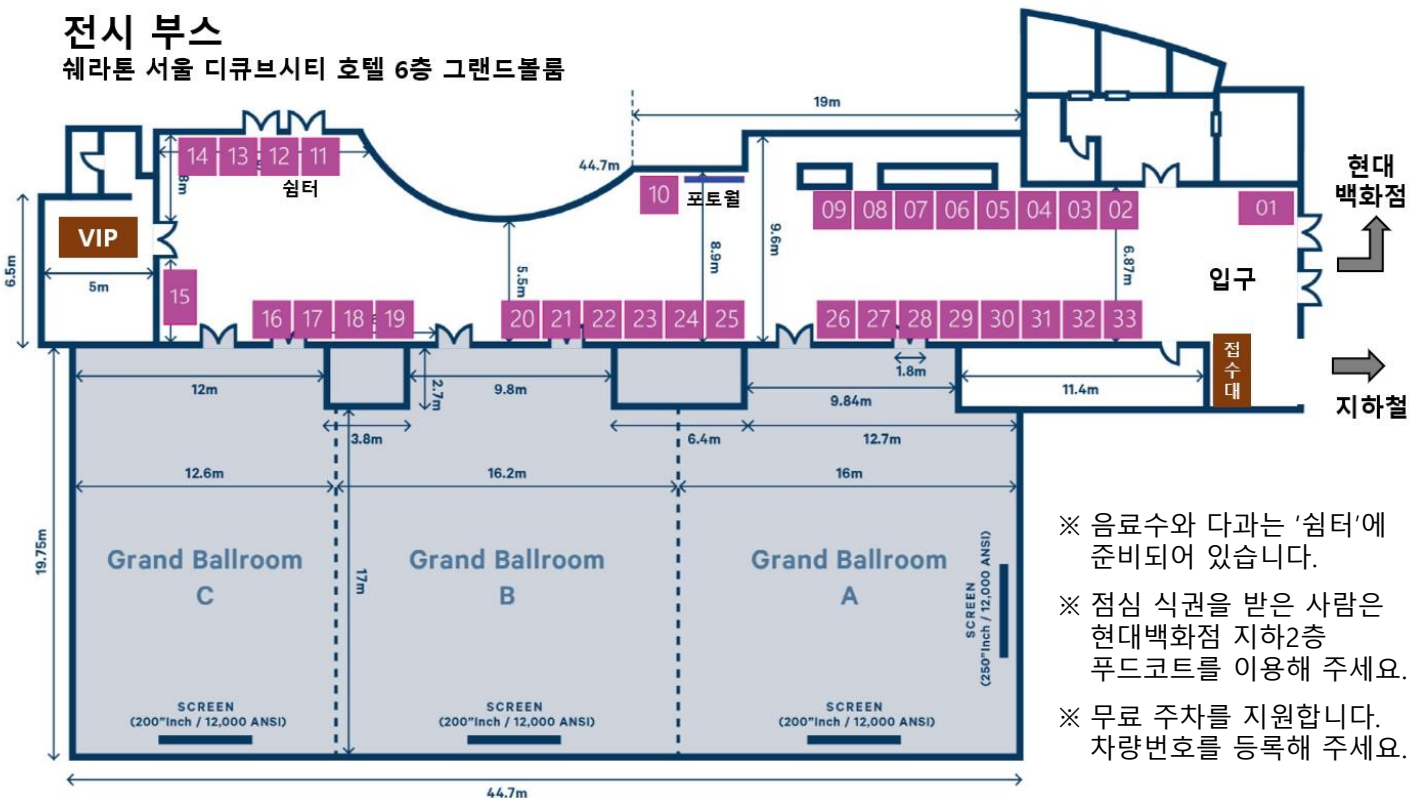 전시 부스
쉐라톤 서울 디큐브시티 호텔 6층 그랜드볼룸
19m
44.7m
14 13 12 11
쉼터
8m
10 포토월
09 08 07 06 05 04 03 02
01
현대
백화점
VIP
6.5m
5m
15
5.5m
8.9m
9.6m
6.87m
입구
16 17 18 19
20 21 22 23 24 25
26 27 28 29 30 31 32 33
접수대
지하철
12m
2.7m
9.8m
1.8m
9.84m
11.4m
3.8m
6.4m
12.7m
12.6m
16.2m
16m
19.75m
17m
Grand Ballroom
C
Grand Ballroom
B
Grand Ballroom
A
SCREEN
(250"Inch / 12,000 ANSI)
SCREEN
(200"Inch / 12,000 ANSI)
SCREEN
(200"Inch / 12,000 ANSI)
SCREEN
(200"Inch / 12,000 ANSI)
44.7m
※ 음료수와 다과는 '쉼터'에
준비되어 있습니다.
※ 점심 식권을 받은 사람은
현대백화점 지하2층
푸드코트를 이용해 주세요.
※ 무료 주차를 지원합니다.
차량번호를 등록해 주세요.